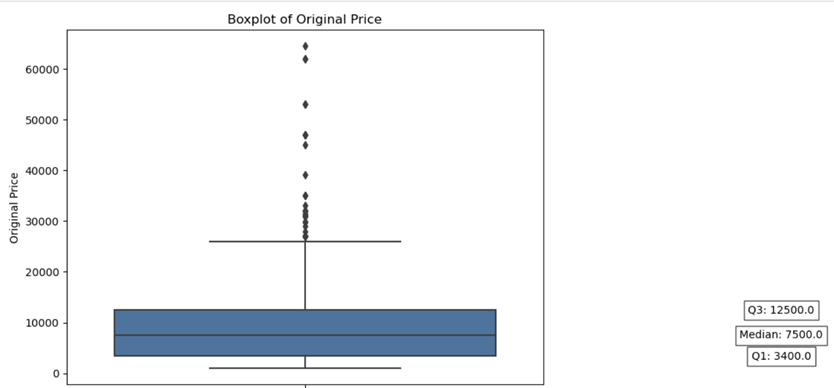 Boxplot of Original Price
Original Price
60000
50000
40000
30000
20000
10000
0
Q3: 12500.0
Median: 7500.0
Q1: 3400.0